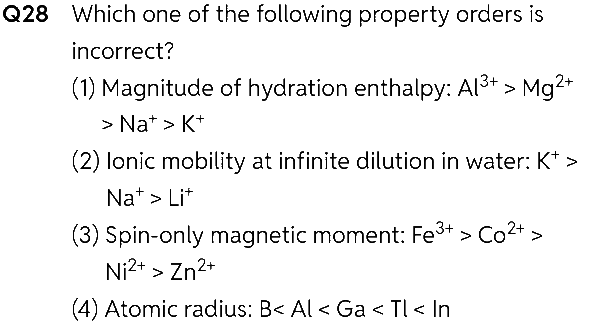 Q28 Which one of the following property orders is
incorrect?
(1) Magnitude of hydration enthalpy: Al³⁺ > Mg²⁺
> Na⁺ > K⁺
(2) Ionic mobility at infinite dilution in water: K⁺ >
Na⁺ > Li⁺
(3) Spin-only magnetic moment: Fe³⁺ > Co²⁺ >
Ni²⁺ > Zn²⁺
(4) Atomic radius: B< Al < Ga < Tl < In